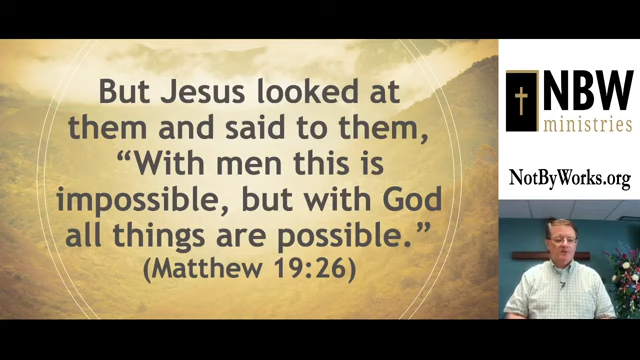 But Jesus looked at
them and said to them,
“With men this is
impossible, but with God
all things are possible.”
(Matthew 19:26)
NBW
ministries
NotByWorks.org